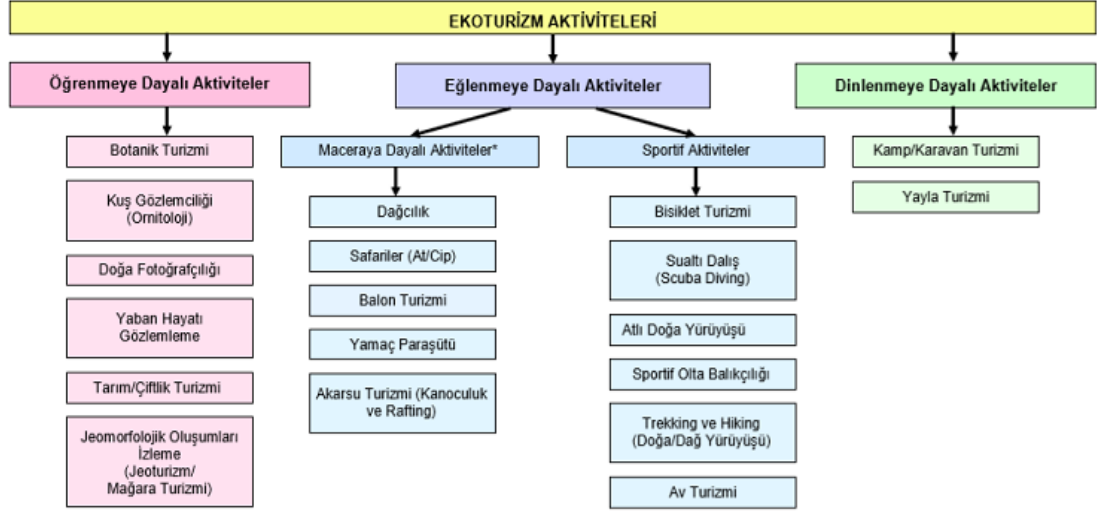 EKOTURİZM AKTİVİTELERİ
Öğrenmeye Dayalı Aktiviteler
Botanik Turizmi
Kuş Gözlemciliği
(Ornitoloji)
Doğa Fotoğrafçılığı
Yaban Hayatı
Gözlemleme
Tarım/Çiftlik Turizmi
Jeomorfolojik Oluşumları
İzleme
(Jeoturizm/
Mağara Turizmi)
Eğlenmeye Dayalı Aktiviteler
Maceraya Dayalı Aktiviteler*
Dağcılık
Safariler (At/Cip)
Balon Turizmi
Yamaç Paraşütü
Akarsu Turizmi (Kanoculuk
ve Rafting)
Sportif Aktiviteler
Bisiklet Turizmi
Sualtı Dalış
(Scuba Diving)
Atlı Doğa Yürüyüşü
Sportif Olta Balıkçılığı
Trekking ve Hiking
(Doğa/Dağ Yürüyüşü)
Av Turizmi
Dinlenmeye Dayalı Aktiviteler
Kamp/Karavan Turizmi
Yayla Turizmi